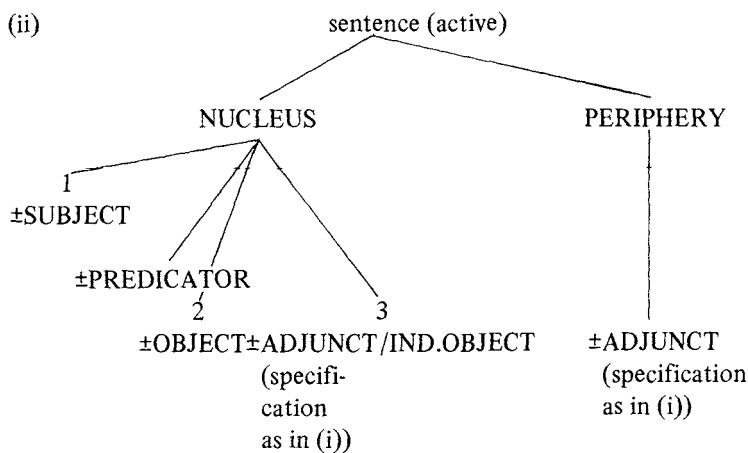 (ii) sentence (active)
NUCLEUS PERIPHERY
1
±SUBJECT
±PREDICATOR
2 3
±OBJECT±ADJUNCT/IND.OBJECT ±ADJUNCT
(specifi- (specification
cation as in (i))
as in (i))